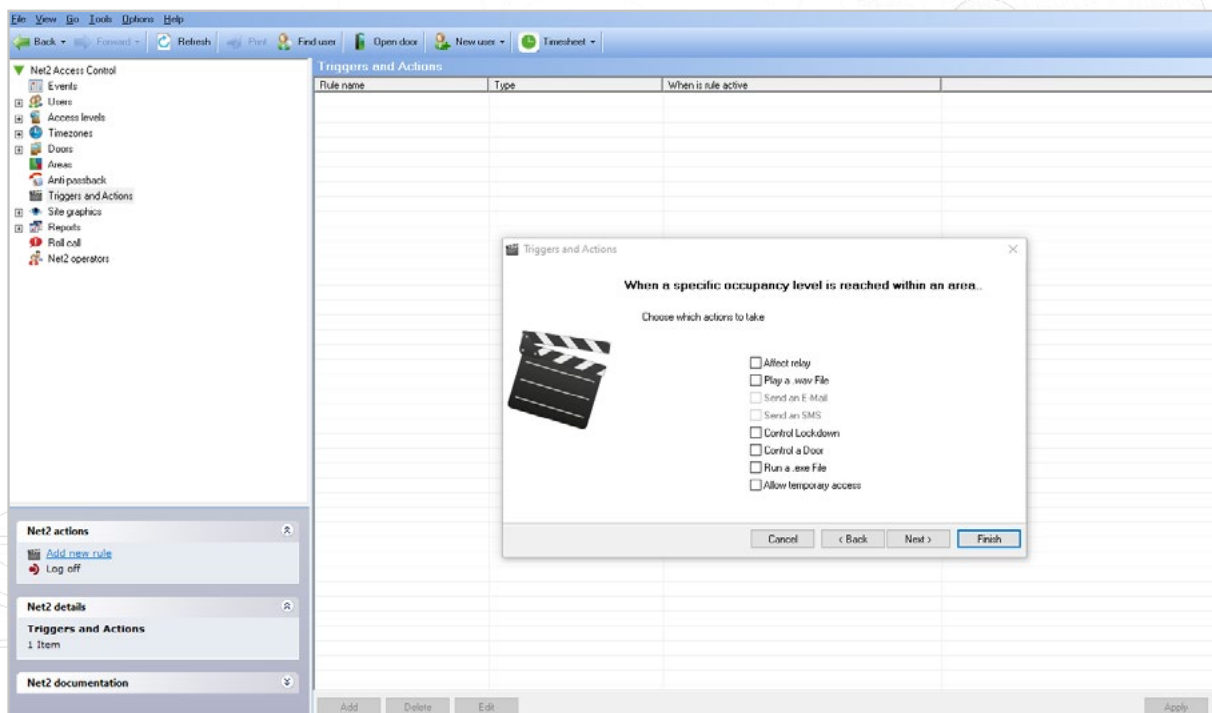 File View Go Tools Options Help
Back Forward Refresh Print Find user Open door New user Timesheet
Net2 Access Control
Events
Users
Access levels
Timezones
Doors
Areas
Anti-passback
Triggers and Actions
Site graphics
Reports
Roll call
Net2 operators
Net2 actions
Add new rule
Log off
Net2 details
Triggers and Actions
1 Item
Net2 documentation
Triggers and Actions
Rule name Type When is rule active
Triggers and Actions
When a specific occupancy level is reached within an area..
Choose which actions to take
Affect relay
Play a .wav File
Send an E-Mail
Send an SMS
Control Lockdown
Control a Door
Run a .exe File
Allow temporary access
Cancel < Back Next > Finish
Add Delete Edit Apply